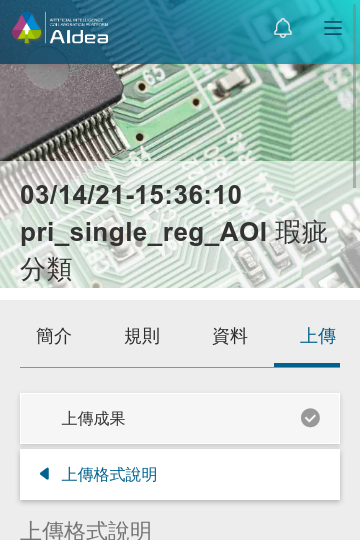 ARTIFICIAL INTELLIGENCE
COLLABORATION PLATFORM
AIdea
03/14/21-15:36:10
pri_single_reg_AOI 瑕疵
分類
簡介
規則
資料
上傳
上傳成果
上傳格式說明
上傳格式說明